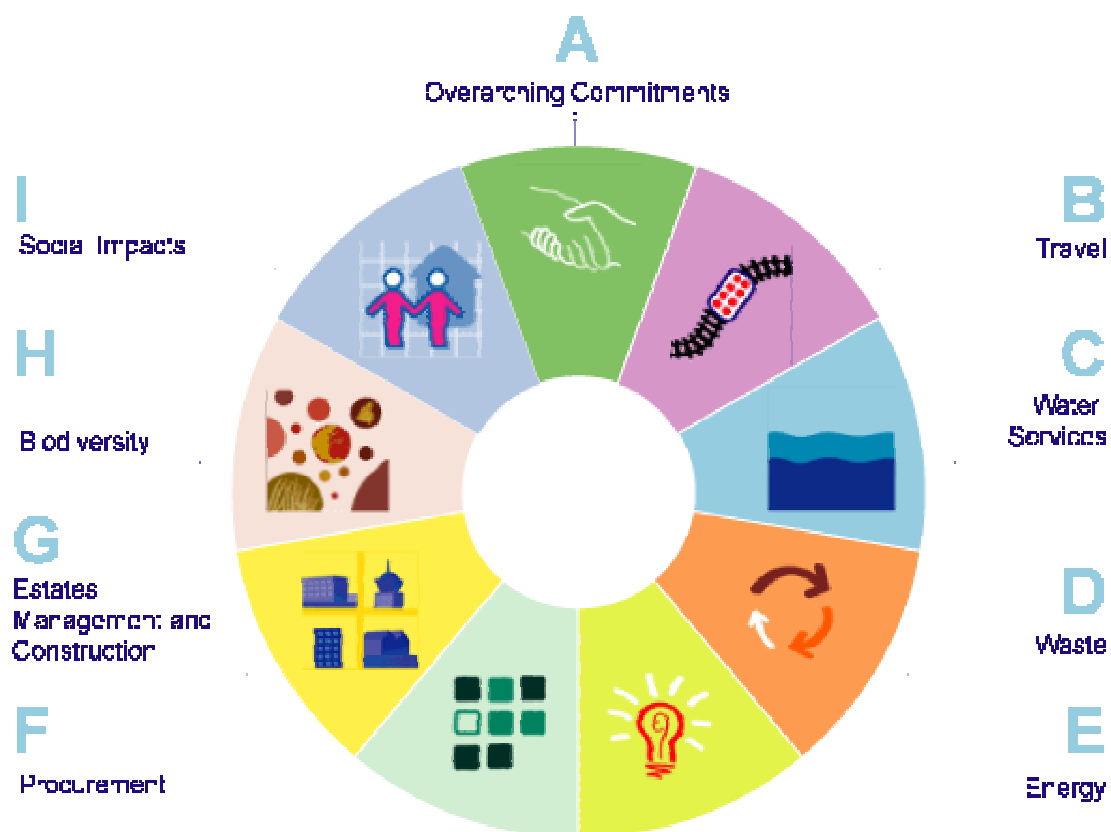 A
Overarching Commitments
B
Travel
C
Water
Services
D
Waste
E
Energy
F
Procurement
G
Estates
Management and
Construction
H
Biodiversity
I
Social Impacts